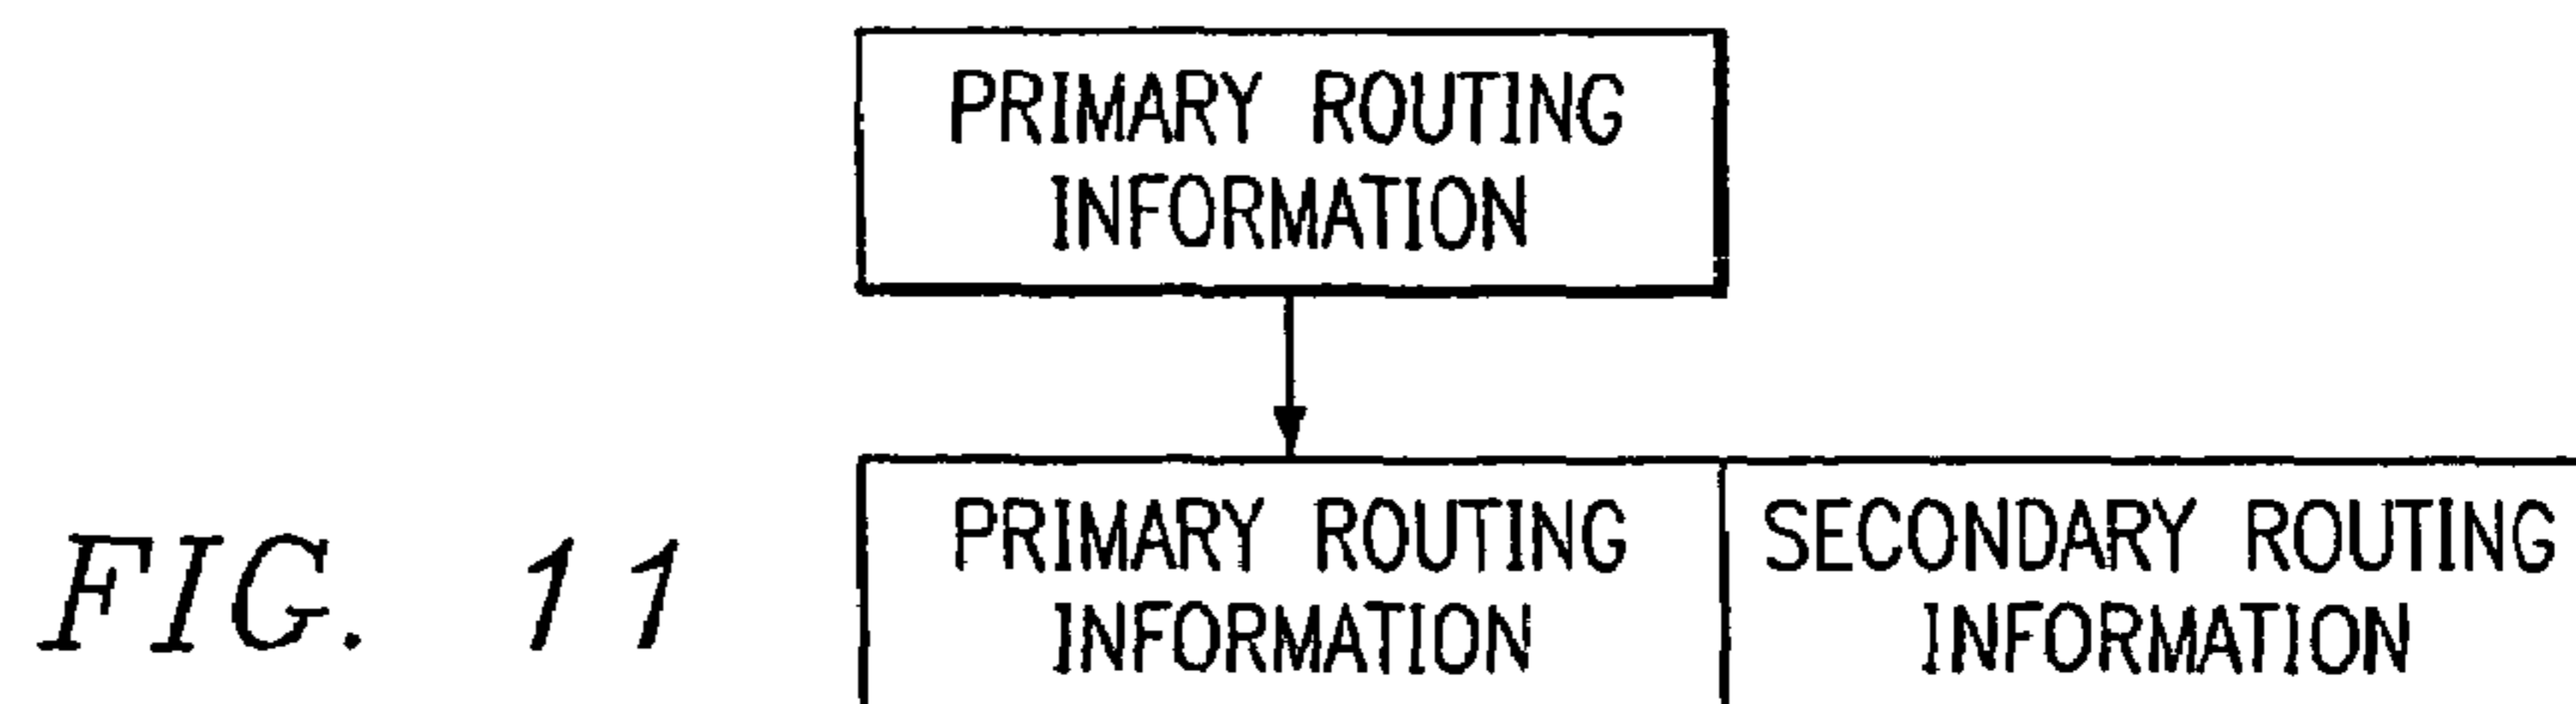 PRIMARY ROUTING
INFORMATION
FIG. 11
PRIMARY ROUTING
INFORMATION
SECONDARY ROUTING
INFORMATION